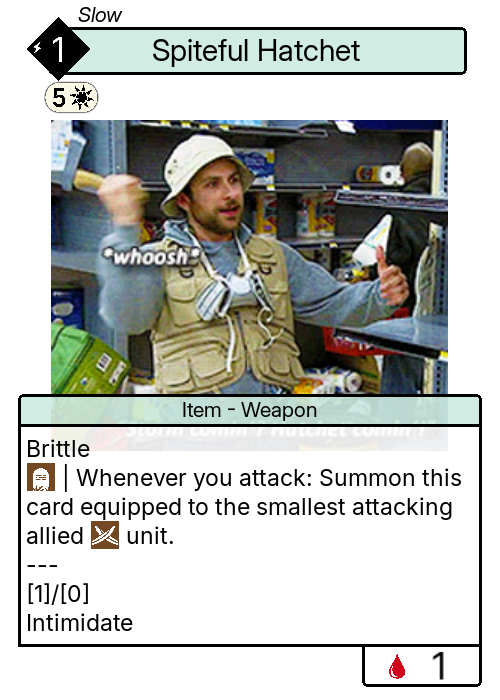 Slow
1
Spiteful Hatchet
5
*whoosh*
"Storm comin'? Hatchet comin'!"
Item - Weapon
Brittle
| Whenever you attack: Summon this
card equipped to the smallest attacking
allied unit.
---
[1]/[0]
Intimidate
1